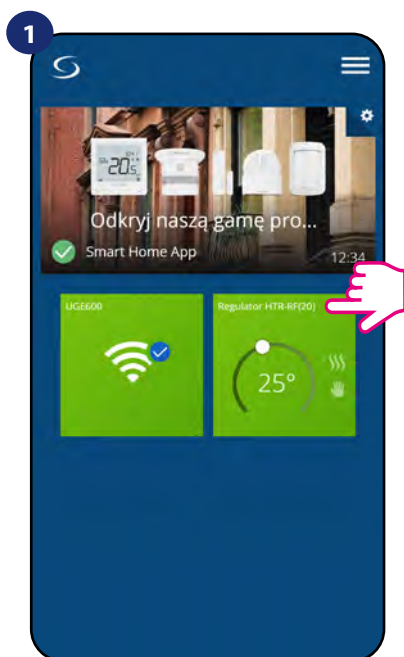 1
20.5
Odkryj naszą gamę pro...
Smart Home App
12:34
UGE600
Regulator HTR-RF(20)
25°